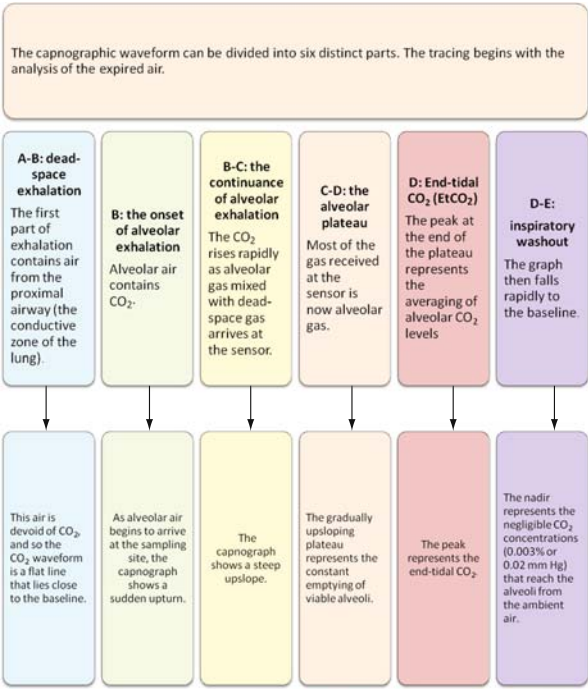 The capnographic waveform can be divided into six distinct parts. The tracing begins with the
analysis of the expired air.
A-B: dead-
space
exhalation
The first
part of
exhalation
contains air
from the
proximal
airway (the
conductive
zone of the
lung).
B: the onset
of alveolar
exhalation
Alveolar air
contains
CO₂.
B-C: the
continuance
of alveolar
exhalation
The CO₂
rises rapidly
as alveolar
gas mixed
with dead-
space gas
arrives at
the sensor.
C-D: the
alveolar
plateau
Most of the
gas received
at the
sensor is
now alveolar
gas.
D: End-tidal
CO₂ (EtCO₂)
The peak at
the end of
the plateau
represents
the
averaging of
alveolar CO₂
levels
D-E:
inspiratory
washout
The graph
then falls
rapidly to
the baseline.
This air is
devoid of CO₂,
and so the
CO₂ waveform
is a flat line
that lies close
to the baseline.
As alveolar air
begins to arrive
at the sampling
site, the
capnograph
shows a
sudden upturn.
The
capnograph
shows a steep
upslope.
The gradually
upsloping
plateau
represents the
constant
emptying of
viable alveoli.
The peak
represents the
end-tidal CO₂.
The nadir
represents the
negligible CO₂
concentrations
(0.003% or
0.02 mm Hg)
that reach the
alveoli from
the ambient
air.